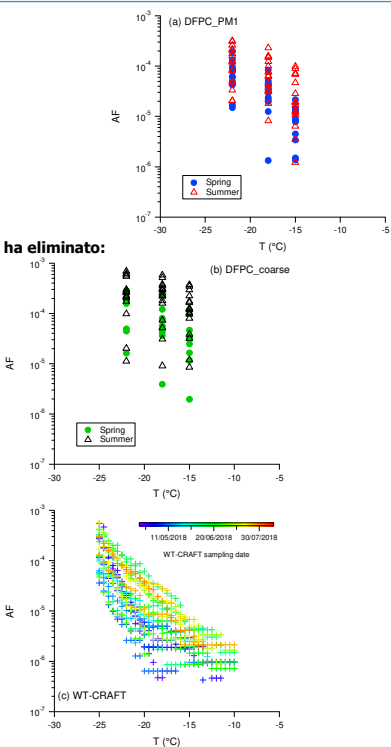 (a) DFPC_PM1
10-3
10-4
10-5
10-6
10-7
AF
Spring
Summer
-30 -25 -20 -15 -10 -5
T (°C)
ha eliminato:
(b) DFPC_coarse
10-3
10-4
10-5
10-6
10-7
AF
Spring
Summer
-30 -25 -20 -15 -10 -5
T (°C)
10-3
10-4
10-5
10-6
10-7
AF
11/05/2018 20/06/2018 30/07/2018
WT-CRAFT sampling date
(c) WT-CRAFT
-30 -25 -20 -15 -10 -5
T (°C)